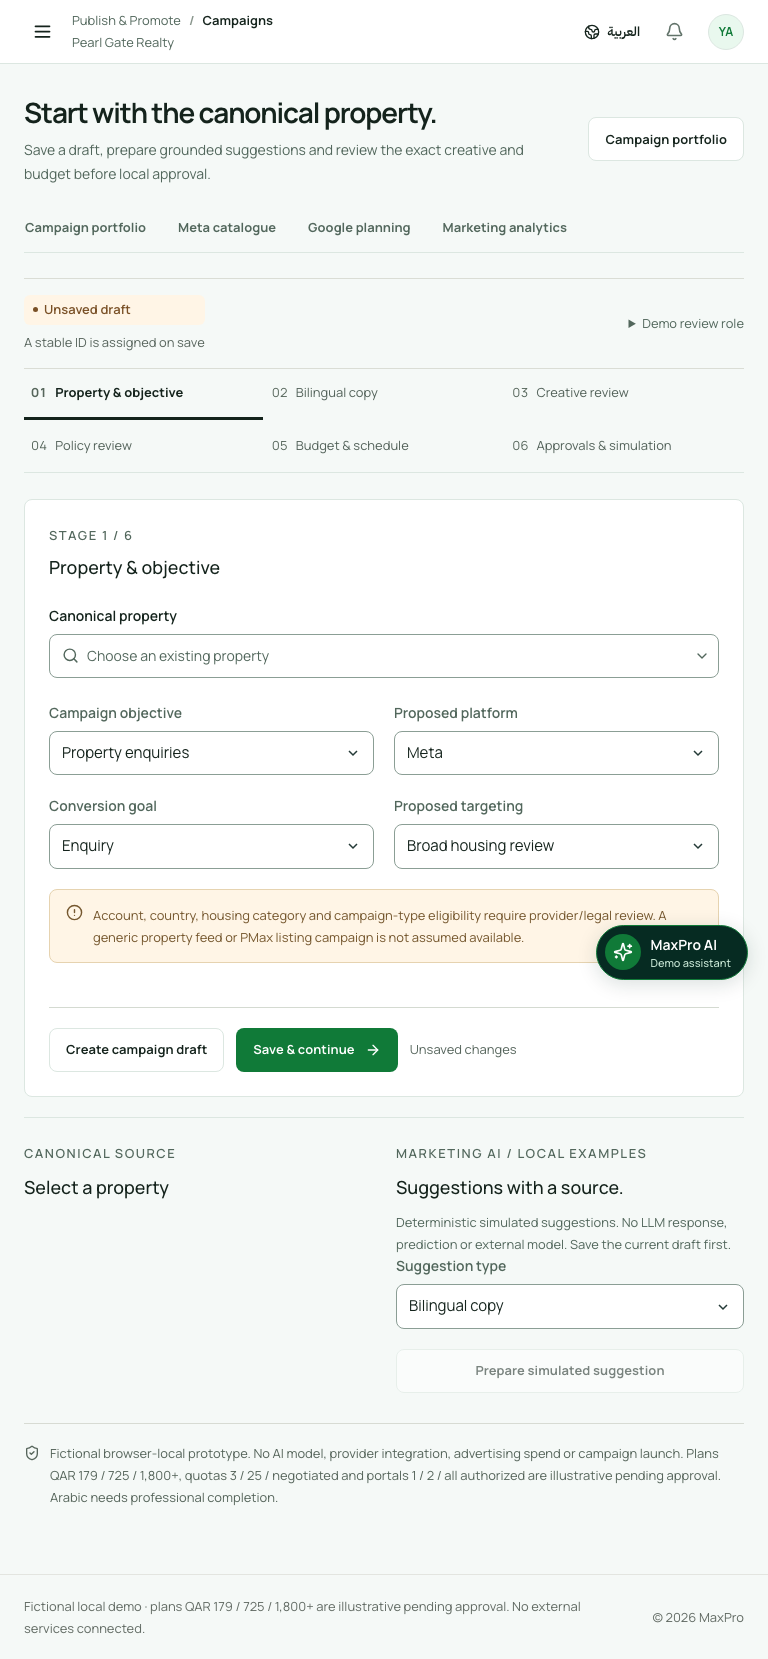 Publish & Promote / Campaigns
Pearl Gate Realty
العربية
YA
Start with the canonical property.
Save a draft, prepare grounded suggestions and review the exact creative and
budget before local approval.
Campaign portfolio
Campaign portfolio Meta catalogue Google planning Marketing analytics
Unsaved draft
A stable ID is assigned on save
Demo review role
01 Property & objective 02 Bilingual copy 03 Creative review
04 Policy review 05 Budget & schedule 06 Approvals & simulation
STAGE 1 / 6
Property & objective
Canonical property
Choose an existing property
Campaign objective Proposed platform
Property enquiries Meta
Conversion goal Proposed targeting
Enquiry Broad housing review
Account, country, housing category and campaign-type eligibility require provider/legal review. A
generic property feed or PMax listing campaign is not assumed available.
MaxPro AI
Demo assistant
Create campaign draft Save & continue Unsaved changes
CANONICAL SOURCE
Select a property
MARKETING AI / LOCAL EXAMPLES
Suggestions with a source.
Deterministic simulated suggestions. No LLM response,
prediction or external model. Save the current draft first.
Suggestion type
Bilingual copy
Prepare simulated suggestion
Fictional browser-local prototype. No AI model, provider integration, advertising spend or campaign launch. Plans
QAR 179 / 725 / 1,800+, quotas 3 / 25 / negotiated and portals 1 / 2 / all authorized are illustrative pending approval.
Arabic needs professional completion.
Fictional local demo · plans QAR 179 / 725 / 1,800+ are illustrative pending approval. No external
services connected.
© 2026 MaxPro